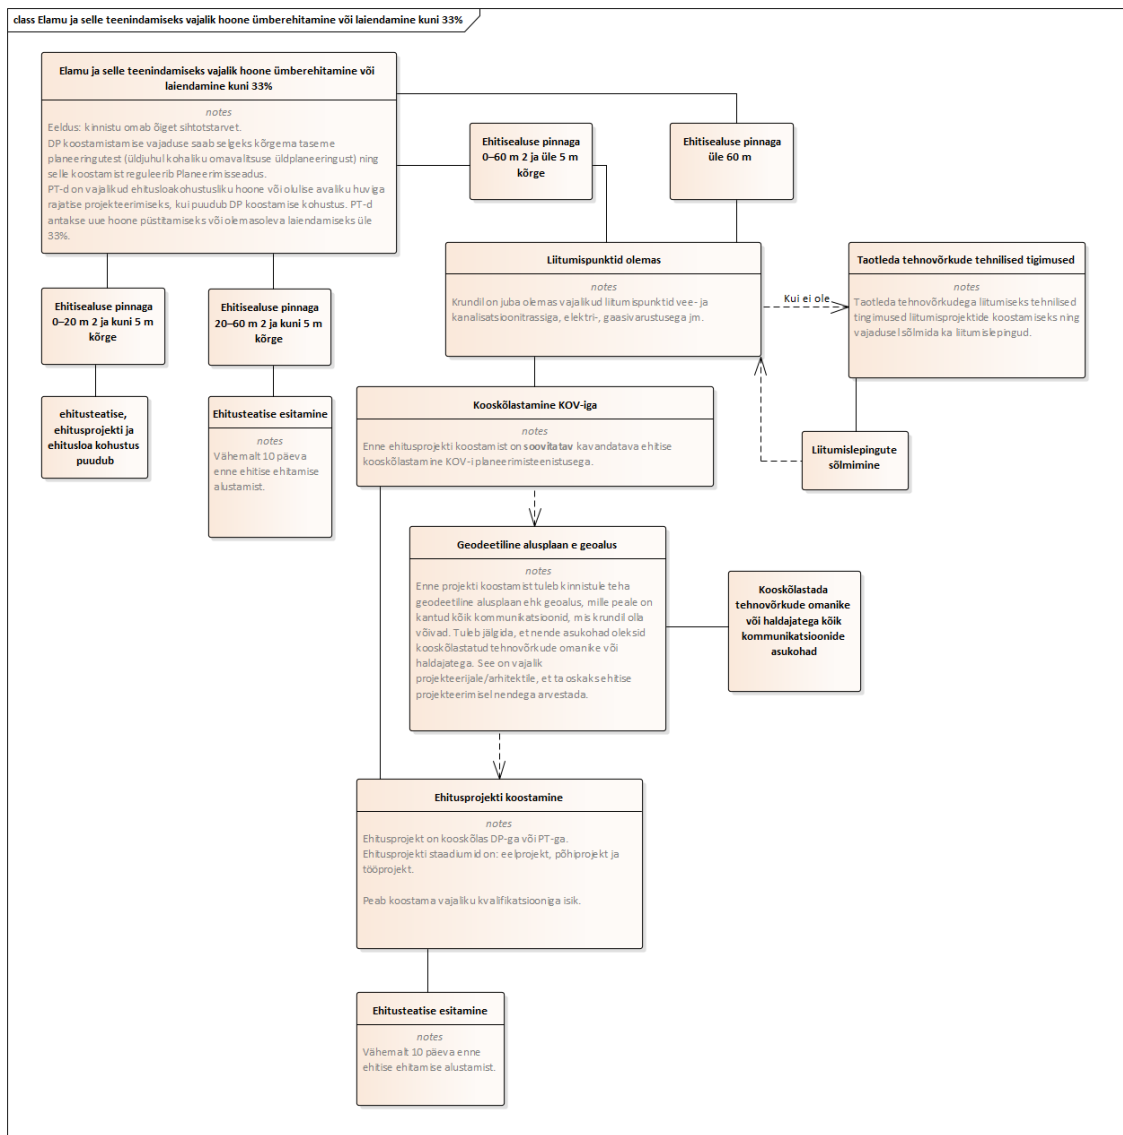 class Elamu ja selle teenindamiseks vajalik hoone ümberehitamine või laiendamine kuni 33%
Elamu ja selle teenindamiseks vajalik hoone ümberehitamine või
laiendamine kuni 33%
notes
Eeldus: kinnistu omab õiget sihtotstarvet.
DP koostamistamise vajaduse saab selgeks kõrgema taseme
planeeringutest (üldjuhul kohaliku omavalitsuse üldplaneeringust) ning
selle koostamist reguleerib Planeerimisseadus.
PT-d on vajalikud ehitusloakohustusliku hoone või olulise avaliku huviga
rajatise projekteerimiseks, kui puudub DP koostamise kohustus. PT-d
antakse uue hoone püstitamiseks või olemasoleva laiendamiseks üle
33%.
Ehitisealuse pinnaga
0–60 m 2 ja üle 5 m
kõrge
Ehitisealuse pinnaga
üle 60 m
Liitumispunktid olemas
notes
Krundil on juba olemas vajalikud liitumispunktid vee- ja
kanalisatsioonitrassiga, elektri-, gaasivarustusega jm.
Kui ei ole
Taotleda tehnovõrkude tehnilised tigimused
notes
Taotleda tehnovõrkudega liitumiseks tehnilised
tingimused liitumisprojektide koostamiseks ning
vajadusel sõlmida ka liitumislepingud.
Ehitisealuse pinnaga
0–20 m 2 ja kuni 5 m
kõrge
Ehitisealuse pinnaga
20–60 m 2 ja kuni 5 m
kõrge
ehitusteatise,
ehitusprojekti ja
ehitusloa kohustus
puudub
Ehitusteatise esitamine
notes
Vähemalt 10 päeva
enne ehitise ehitamise
alustamist.
Kooskõlastamine KOV-iga
notes
Enne ehitusprojekti koostamist on soovitatav kavandatava ehitise
kooskõlastamine KOV-i planeerimisteenistusega.
Liitumislepingute
sõlmimine
Geodeetiline alusplaan e geoalus
notes
Enne projekti koostamist tuleb kinnistule teha
geodeetiline alusplaan ehk geoalus, mille peale on
kantud kõik kommunikatsioonid, mis krundil olla
võivad. Tuleb jälgida, et nende asukohad oleksid
kooskõlastatud tehnovõrkude omanike või
haldajatega. See on vajalik
projekteerijale/arhitektile, et ta oskaks ehitise
projekteerimisel nendega arvestada.
Kooskõlastada
tehnovõrkude omanike
või haldajatega kõik
kommunikatsioonide
asukohad
Ehitusprojekti koostamine
notes
Ehitusprojekt on kooskõlas DP-ga või PT-ga.
Ehitusprojekti staadiumid on: eelprojekt, põhiprojekt ja
tööprojekt.
Peab koostama vajaliku kvalifikatsiooniga isik.
Ehitusteatise esitamine
notes
Vähemalt 10 päeva enne
ehitise ehitamise alustamist.